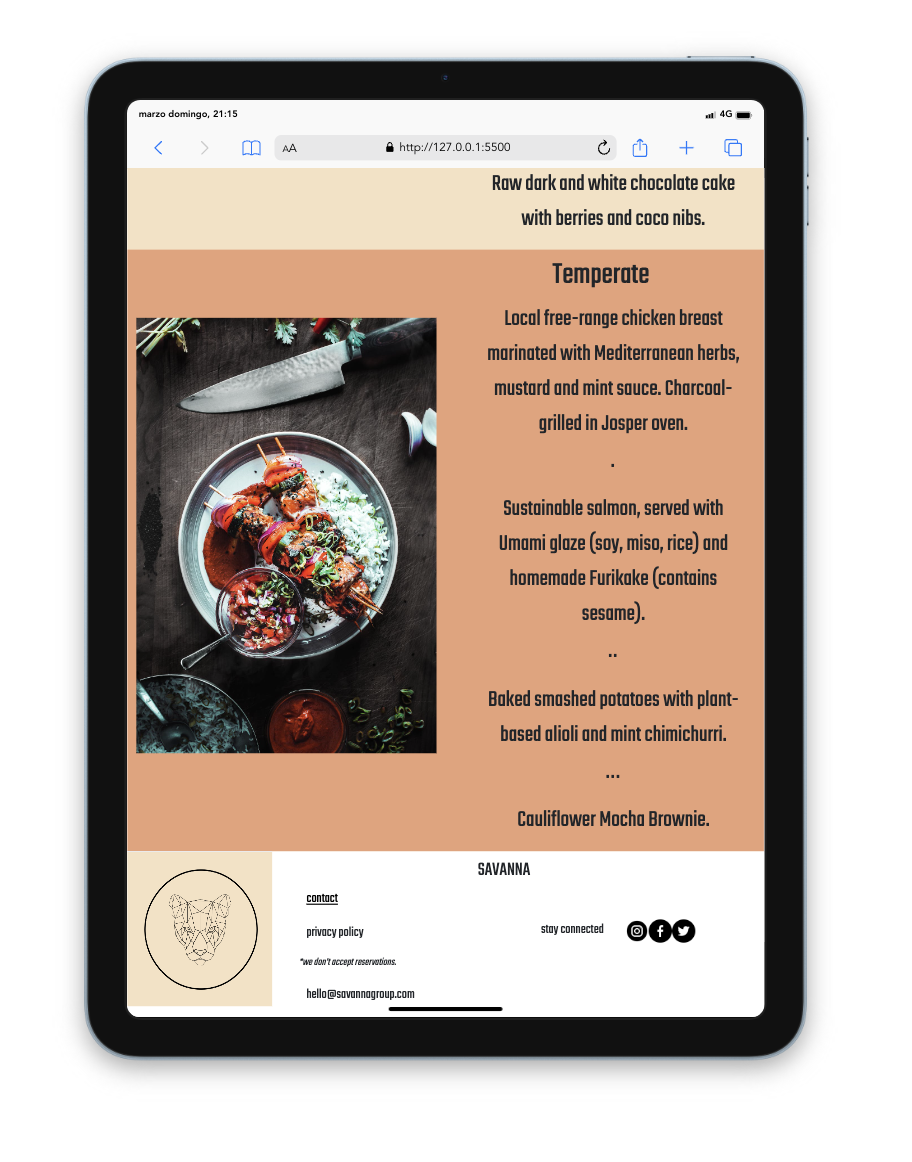 marzo domingo, 21:15
4G
AA
http://127.0.0.1:5500
Raw dark and white chocolate cake
with berries and coco nibs.
Temperate
Local free-range chicken breast
marinated with Mediterranean herbs,
mustard and mint sauce. Charcoal-
grilled in Josper oven.
.
Sustainable salmon, served with
Umami glaze (soy, miso, rice) and
homemade Furikake (contains
sesame).
..
Baked smashed potatoes with plant-
based alioli and mint chimichurri.
...
Cauliflower Mocha Brownie.
SAVANNA
contact
privacy policy
stay connected
*we don't accept reservations.
hello@savannagroup.com